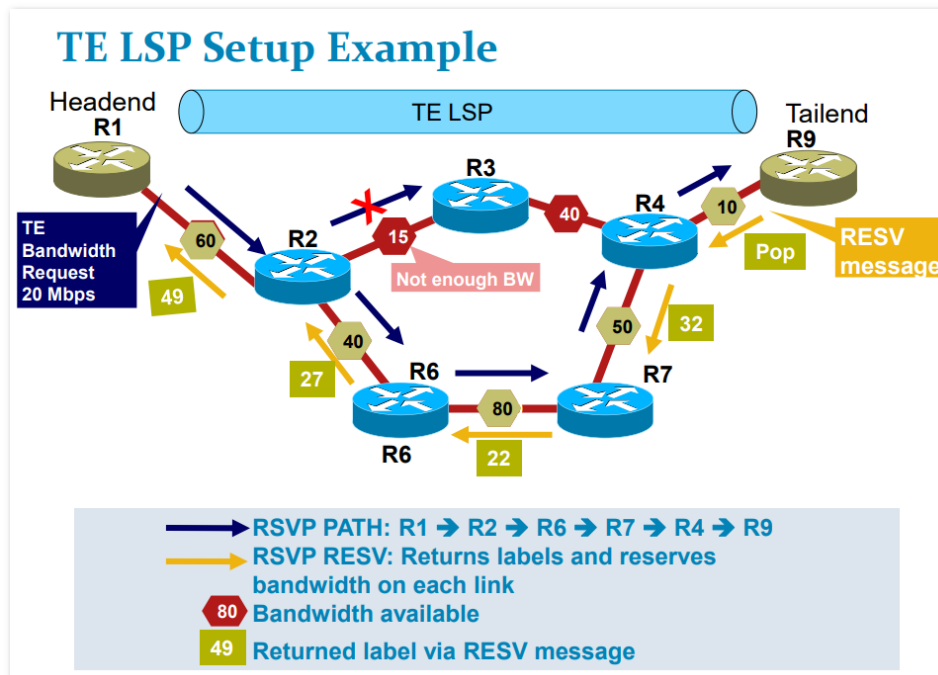 TE LSP Setup Example
Headend
R1
TE LSP
Tailend
R9
R3
R4
R2
TE
Bandwidth
Request
20 Mbps
60
15
40
10
Not enough BW
Pop
RESV
message
49
40
50
32
27
R6
R7
80
R6
22
RSVP PATH: R1 ➔ R2 ➔ R6 ➔ R7 ➔ R4 ➔ R9
RSVP RESV: Returns labels and reserves
bandwidth on each link
80 Bandwidth available
49 Returned label via RESV message